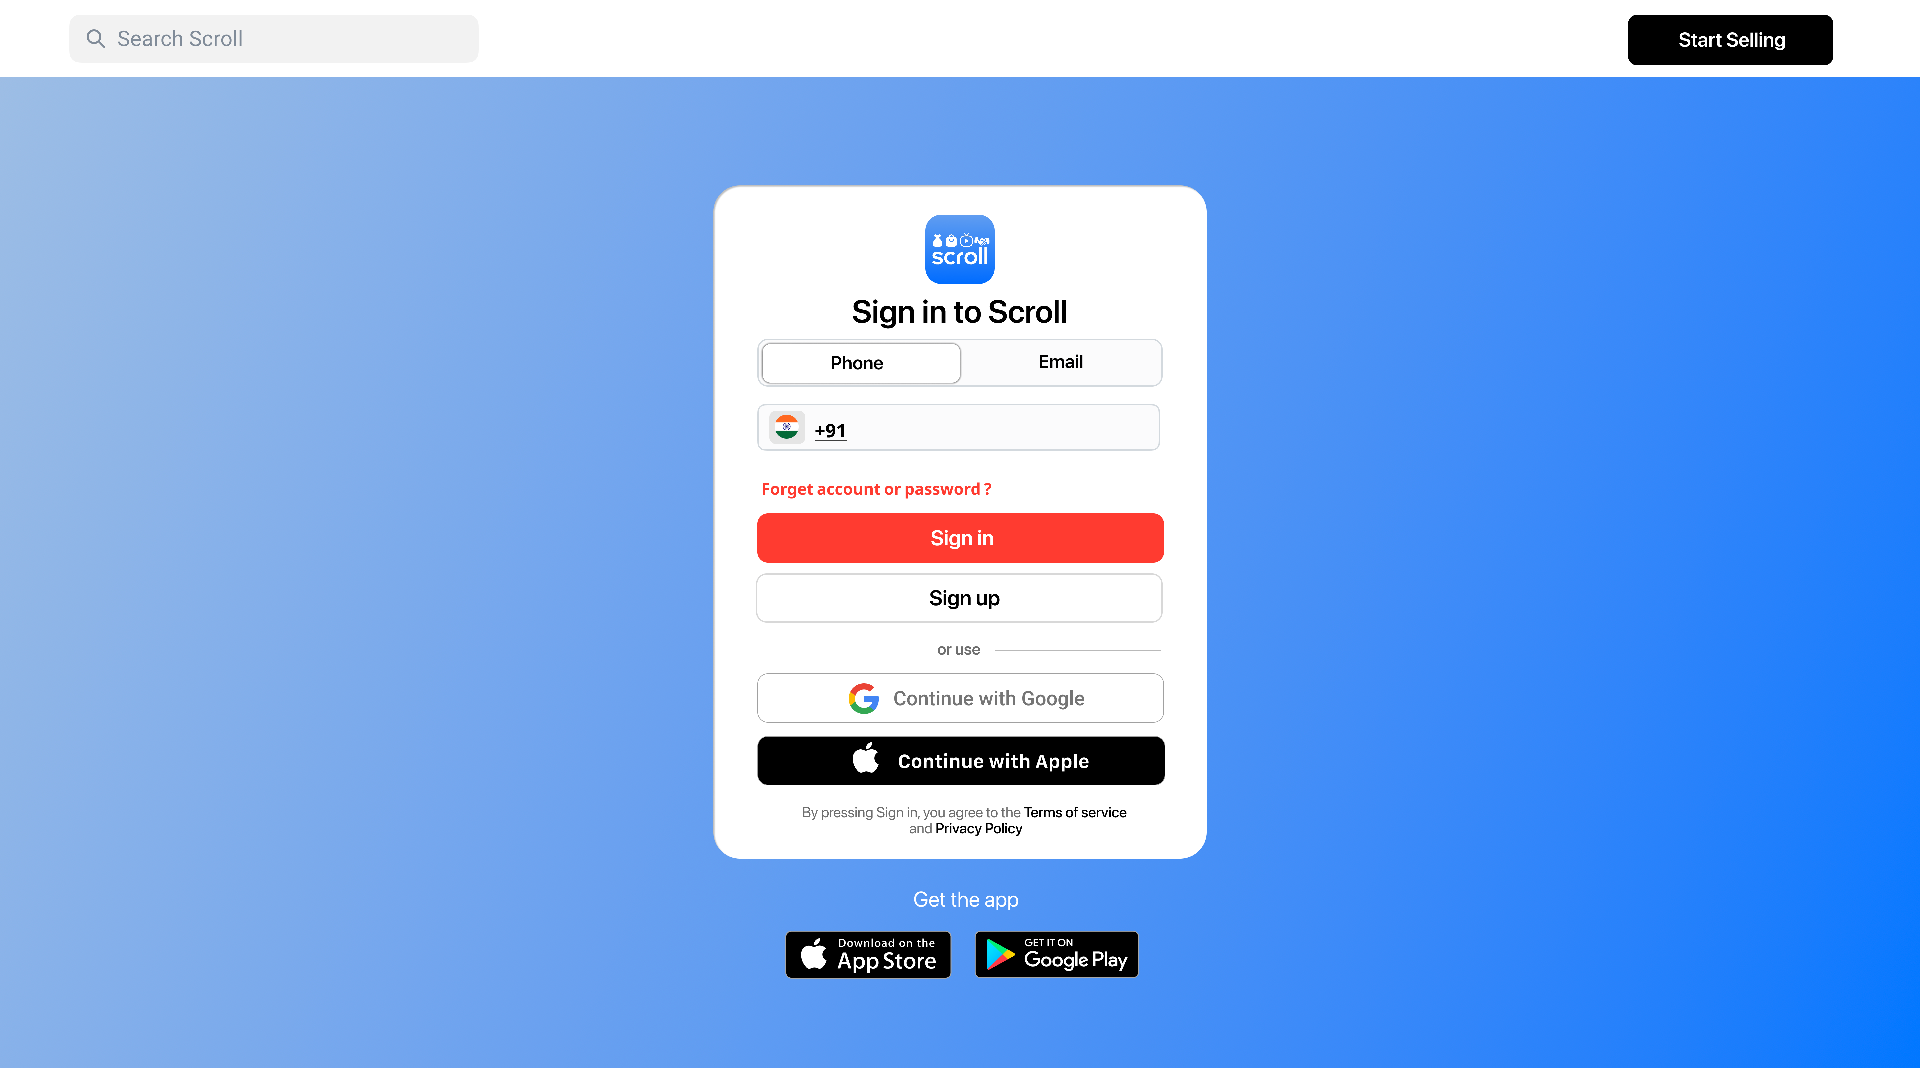 Search Scroll
Start Selling
scroll
Sign in to Scroll
Phone
Email
+91
Forget account or password ?
Sign in
Sign up
or use
Continue with Google
Continue with Apple
By pressing Sign in, you agree to the Terms of service
and Privacy Policy
Get the app
Download on the
App Store
GET IT ON
Google Play